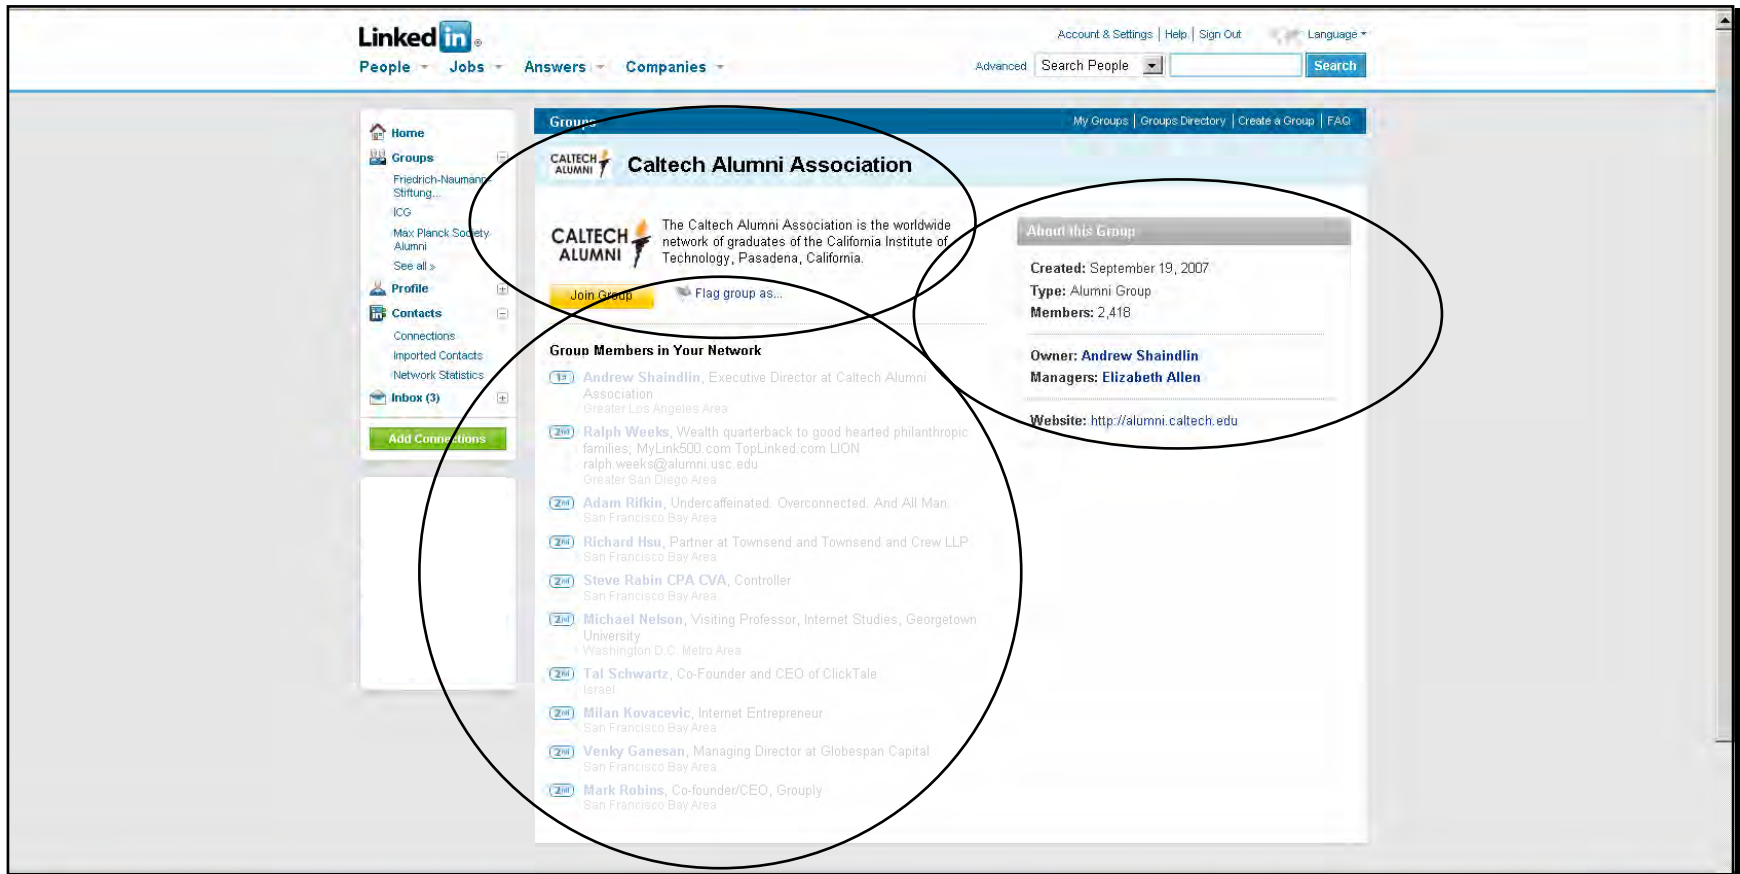 Linked in ®
Account & Settings | Help | Sign Out Language
People Jobs Answers Companies
Advanced Search People Search
Home
Groups
Friedrich-Naumann-
Stiftung...
ICG
Max Planck Society
Alumni
See all »
Profile
Contacts
Connections
Imported Contacts
Network Statistics
Inbox (3)
Add Connections
Groups
My Groups | Groups Directory | Create a Group | FAQ
CALTECH
ALUMNI
Caltech Alumni Association
CALTECH
ALUMNI
The Caltech Alumni Association is the worldwide
network of graduates of the California Institute of
Technology, Pasadena, California.
Join Group
Flag group as...
Group Members in Your Network
1st Andrew Shaindlin, Executive Director at Caltech Alumni
Association
Greater Los Angeles Area
2nd Ralph Weeks, Wealth quarterback to good hearted philanthropic
families; MyLink500.com TopLinked.com LION
ralph.weeks@alumni.usc.edu
Greater San Diego Area
2nd Adam Rifkin, Undercaffeinated. Overconnected. And All Man.
San Francisco Bay Area
2nd Richard Hsu, Partner at Townsend and Townsend and Crew LLP
San Francisco Bay Area
2nd Steve Rabin CPA CVA, Controller
San Francisco Bay Area
2nd Michael Nelson, Visiting Professor, Internet Studies, Georgetown
University
Washington D.C. Metro Area
2nd Tal Schwartz, Co-Founder and CEO of ClickTale
Israel
2nd Milan Kovacevic, Internet Entrepreneur
San Francisco Bay Area
2nd Venky Ganesan, Managing Director at Globespan Capital
San Francisco Bay Area
2nd Mark Robins, Co-founder/CEO, Grouply
San Francisco Bay Area
About this Group
Created: September 19, 2007
Type: Alumni Group
Members: 2,418
Owner: Andrew Shaindlin
Managers: Elizabeth Allen
Website: http://alumni.caltech.edu